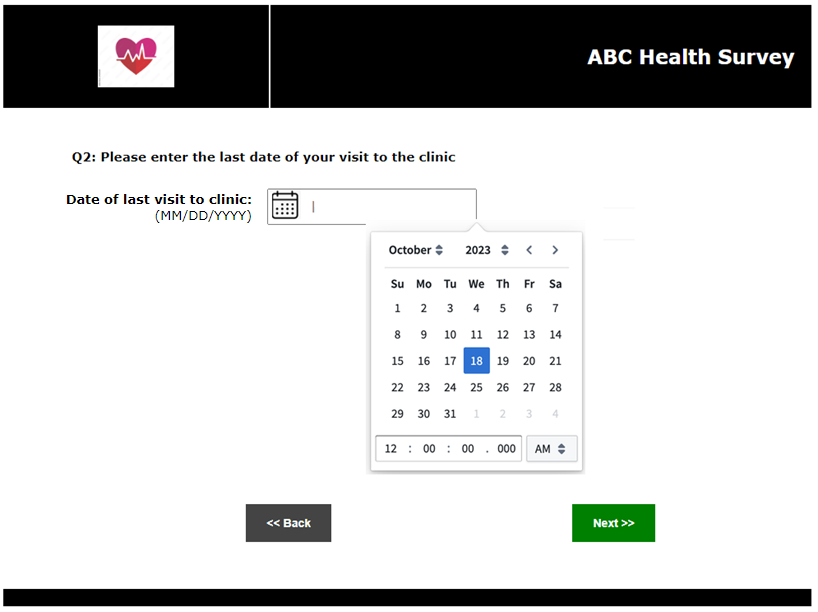 ABC Health Survey
Q2: Please enter the last date of your visit to the clinic
Date of last visit to clinic:
(MM/DD/YYYY)
October 2023 < >
Su Mo Tu We Th Fr Sa
1 2 3 4 5 6 7
8 9 10 11 12 13 14
15 16 17 18 19 20 21
22 23 24 25 26 27 28
29 30 31 1 2 3 4
12 : 00 : 00 . 000 AM
<< Back Next >>